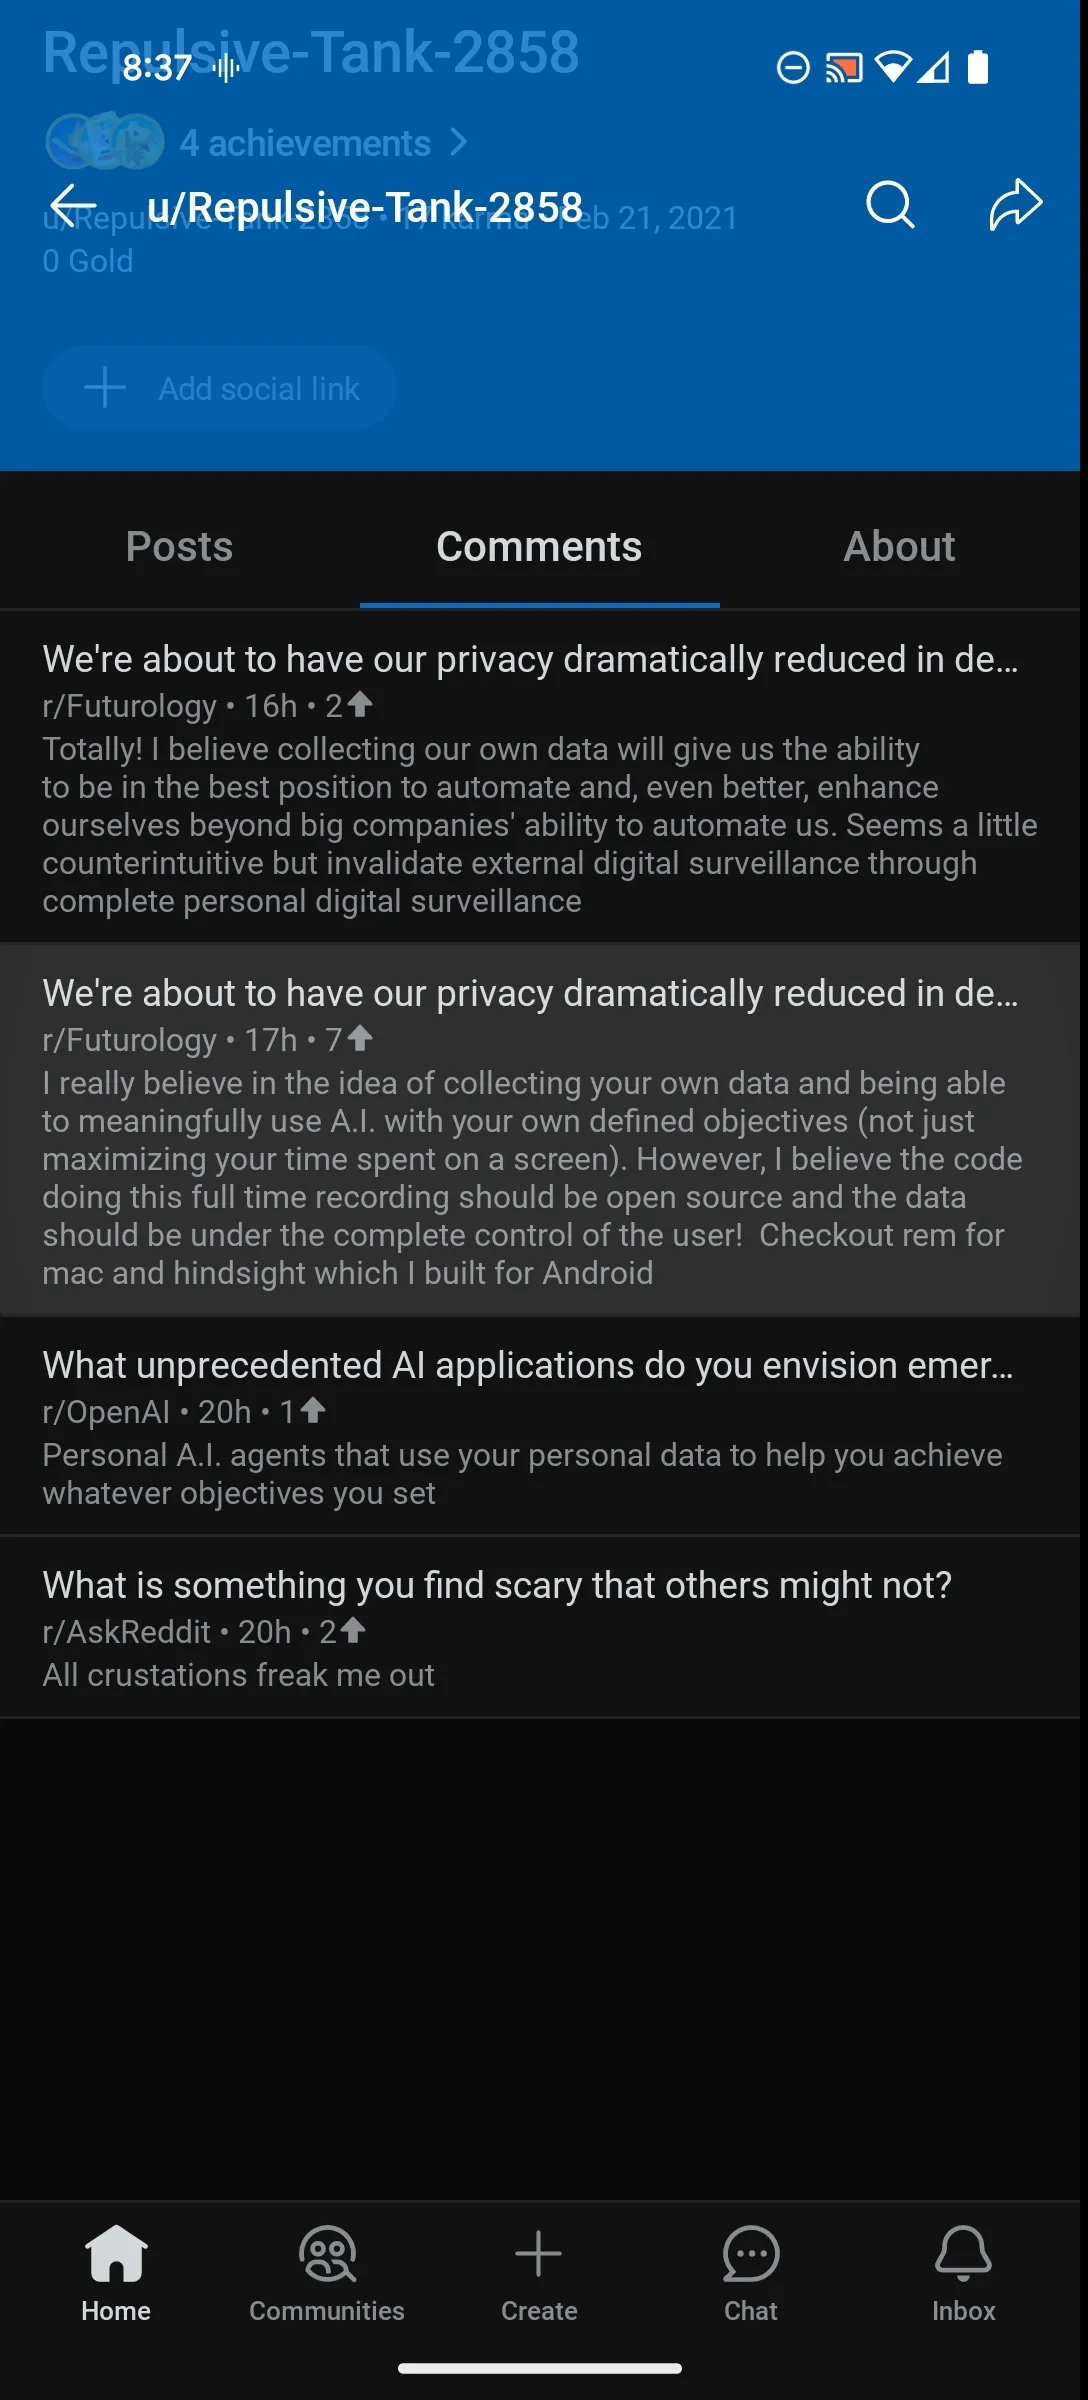 Repulsive-Tank-2858
8:37
4 achievements
u/Repulsive-Tank-2858
u/Repulsive-Tank-2858 • 17 karma • Feb 21, 2021
0 Gold
Add social link
Posts
Comments
About
We're about to have our privacy dramatically reduced in de...
r/Futurology • 16h • 2
Totally! I believe collecting our own data will give us the ability
to be in the best position to automate and, even better, enhance
ourselves beyond big companies' ability to automate us. Seems a little
counterintuitive but invalidate external digital surveillance through
complete personal digital surveillance
We're about to have our privacy dramatically reduced in de...
r/Futurology • 17h • 7
I really believe in the idea of collecting your own data and being able
to meaningfully use A.I. with your own defined objectives (not just
maximizing your time spent on a screen). However, I believe the code
doing this full time recording should be open source and the data
should be under the complete control of the user!  Checkout rem for
mac and hindsight which I built for Android
What unprecedented AI applications do you envision emer...
r/OpenAI • 20h • 1
Personal A.I. agents that use your personal data to help you achieve
whatever objectives you set
What is something you find scary that others might not?
r/AskReddit • 20h • 2
All crustations freak me out
Home
Communities
Create
Chat
Inbox